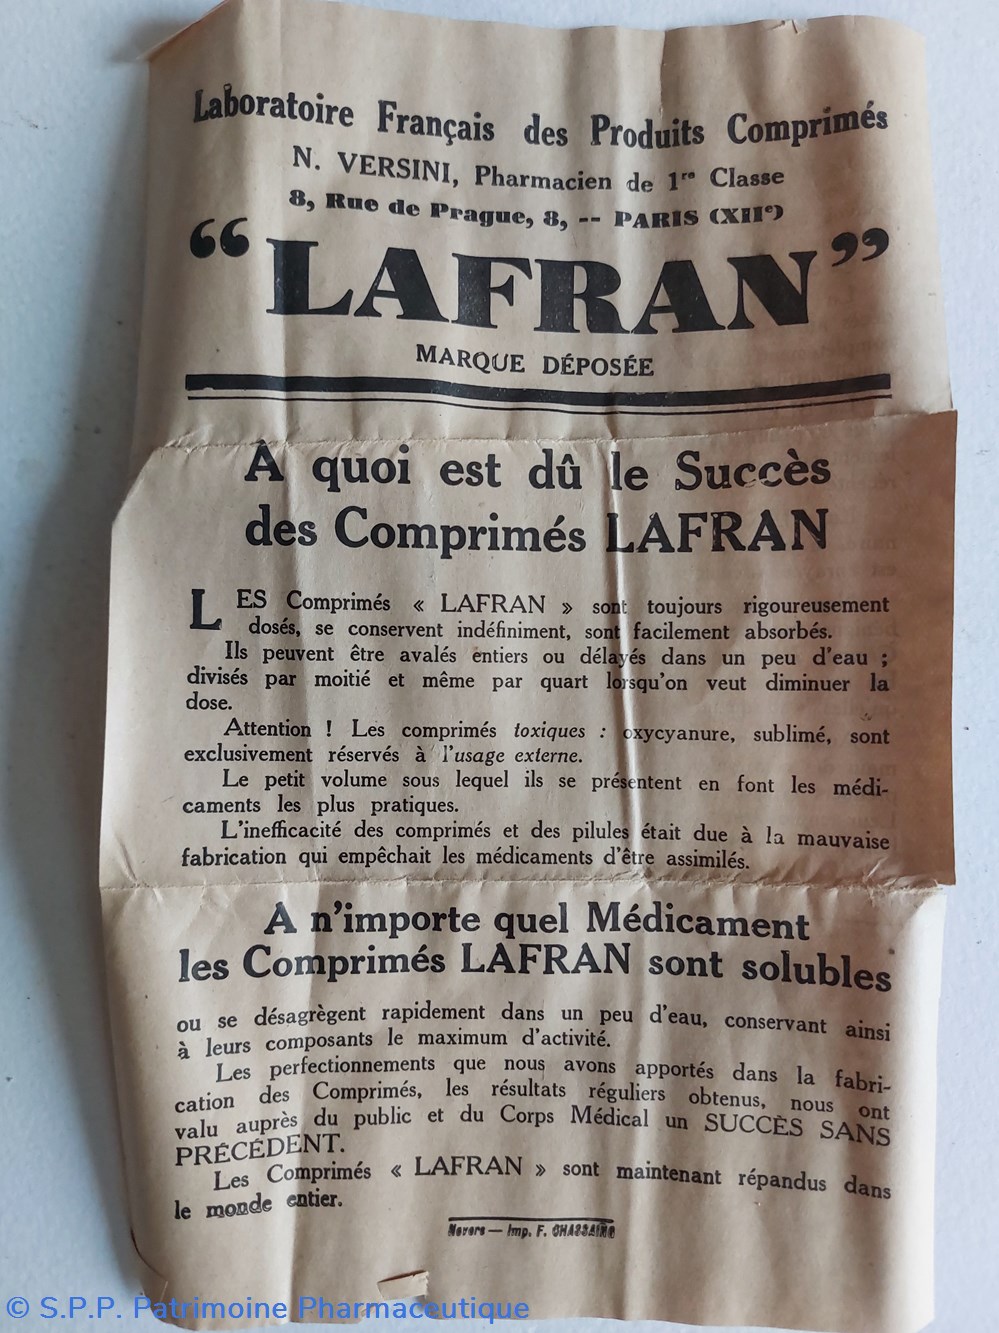 Laboratoire Français des Produits Comprimés
N. VERSINI, Pharmacien de 1re Classe
8, Rue de Prague, 8, -- PARIS (XIIe)
“LAFRAN”
MARQUE DÉPOSÉE
A quoi est dû le Succès
des Comprimés LAFRAN
LES Comprimés « LAFRAN » sont toujours rigoureusement
dosés, se conservent indéfiniment, sont facilement absorbés.
Ils peuvent être avalés entiers ou délayés dans un peu d'eau ;
divisés par moitié et même par quart lorsqu'on veut diminuer la
dose.
Attention ! Les comprimés toxiques : oxycyanure, sublimé, sont
exclusivement réservés à l'usage externe.
Le petit volume sous lequel ils se présentent en font les médi-
caments les plus pratiques.
L'inefficacité des comprimés et des pilules était due à la mauvaise
fabrication qui empêchait les médicaments d'être assimilés.
A n'importe quel Médicament
les Comprimés LAFRAN sont solubles
ou se désagrègent rapidement dans un peu d'eau, conservant ainsi
à leurs composants le maximum d'activité.
Les perfectionnements que nous avons apportés dans la fabri-
cation des Comprimés, les résultats réguliers obtenus, nous ont
valu auprès du public et du Corps Médical un SUCCÈS SANS
PRÉCÉDENT.
Les Comprimés « LAFRAN » sont maintenant répandus dans
le monde entier.
Nevers — Imp. F. CHASSAING
© S.P.P. Patrimoine Pharmaceutique